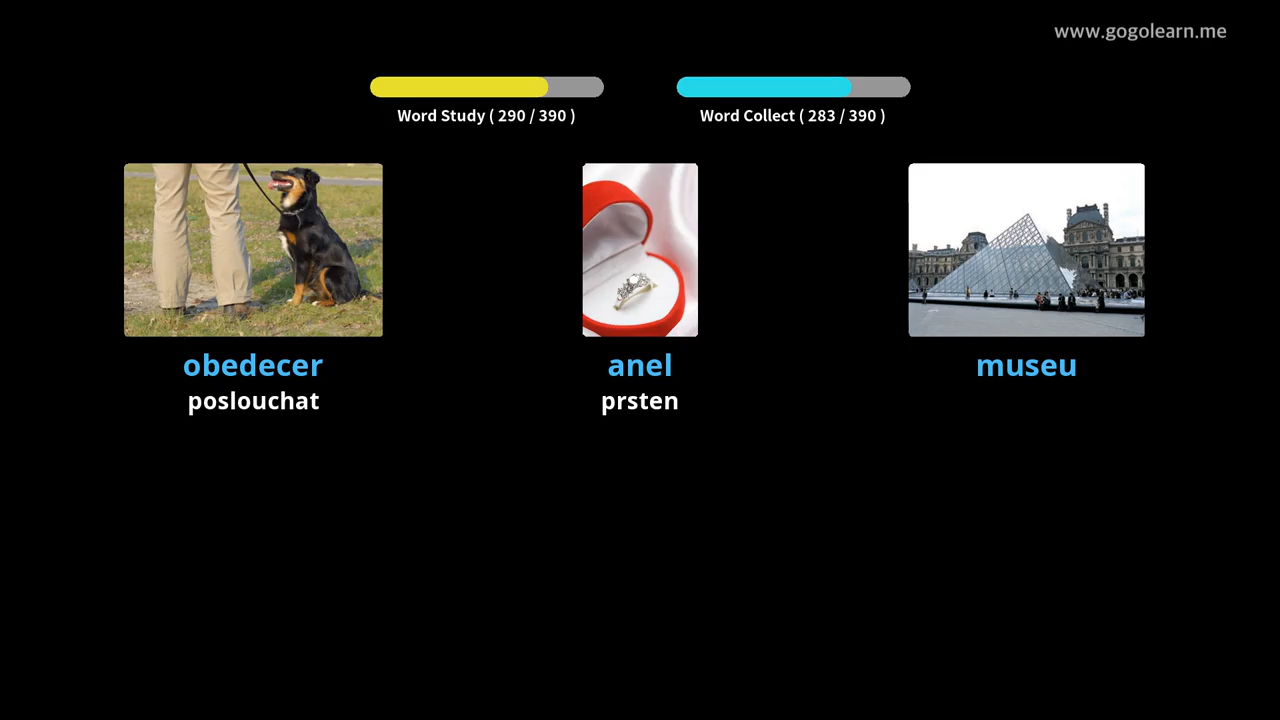 www.gogolearn.me
Word Study ( 290 / 390 )
Word Collect ( 283 / 390 )
obedecer
poslouchat
anel
prsten
museu